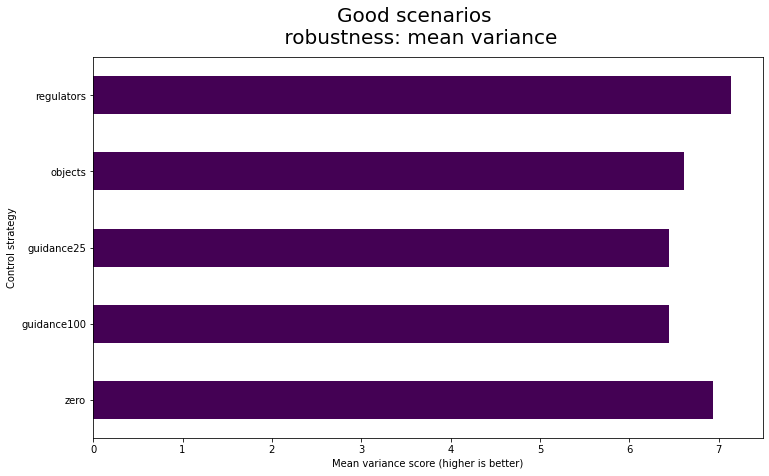 Good scenarios
robustness: mean variance
Control strategy
regulators
objects
guidance25
guidance100
zero
0 1 2 3 4 5 6 7
Mean variance score (higher is better)